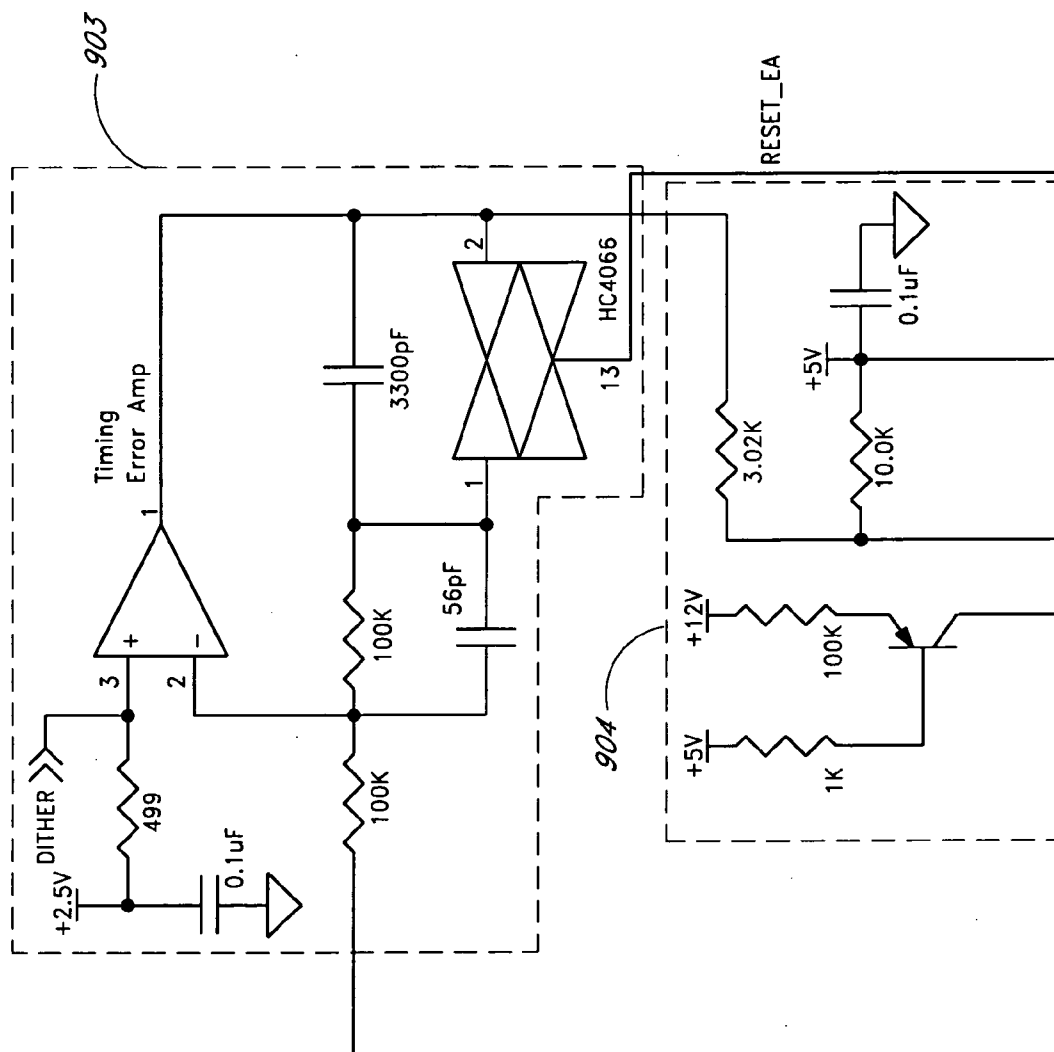 903
Timing
Error Amp
1
+
-
3
2
DITHER
499
+2.5V
0.1uF
100K
100K
3300pF
56pF
1
2
13
HC4066
RESET_EA
904
+5V
1K
+12V
100K
3.02K
+5V
10.0K
0.1uF